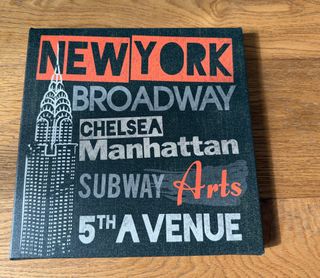 NEW YORK
BROADWAY
CHELSEA
Manhattan
SUBWAY Arts
5TH AVENUE